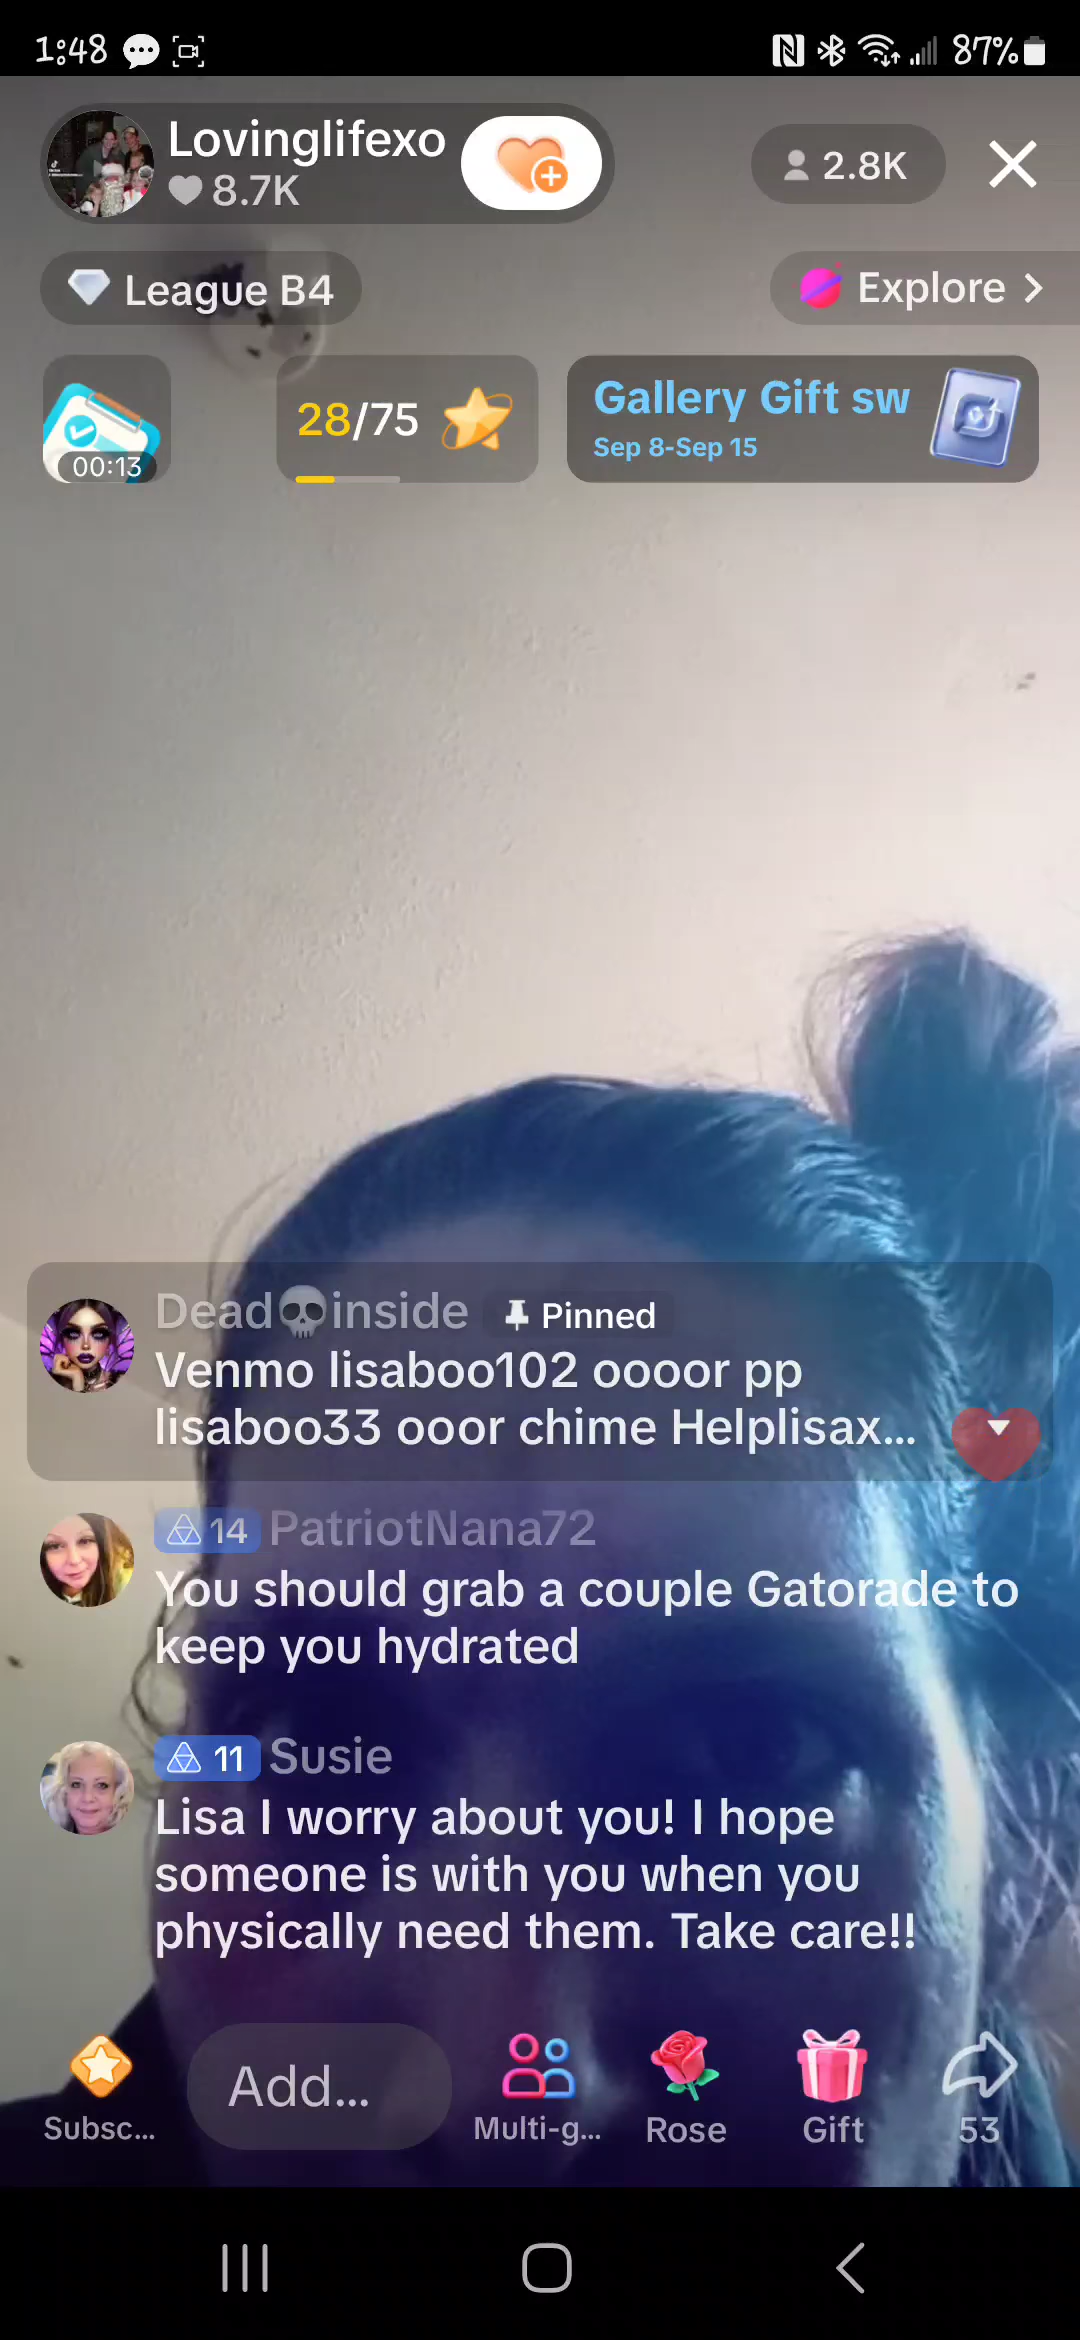 1:48
87%
Lovinglifexo
8.7K
2.8K
League B4
Explore
00:13
28/75
Gallery Gift sw
Sep 8-Sep 15
Dead💀inside Pinned
Venmo lisaboo102 oooor pp
lisaboo33 ooor chime Helplisax...
14 PatriotNana72
You should grab a couple Gatorade to
keep you hydrated
11 Susie
Lisa I worry about you! I hope
someone is with you when you
physically need them. Take care!!
Add...
Subsc...
Multi-g...
Rose
Gift
53